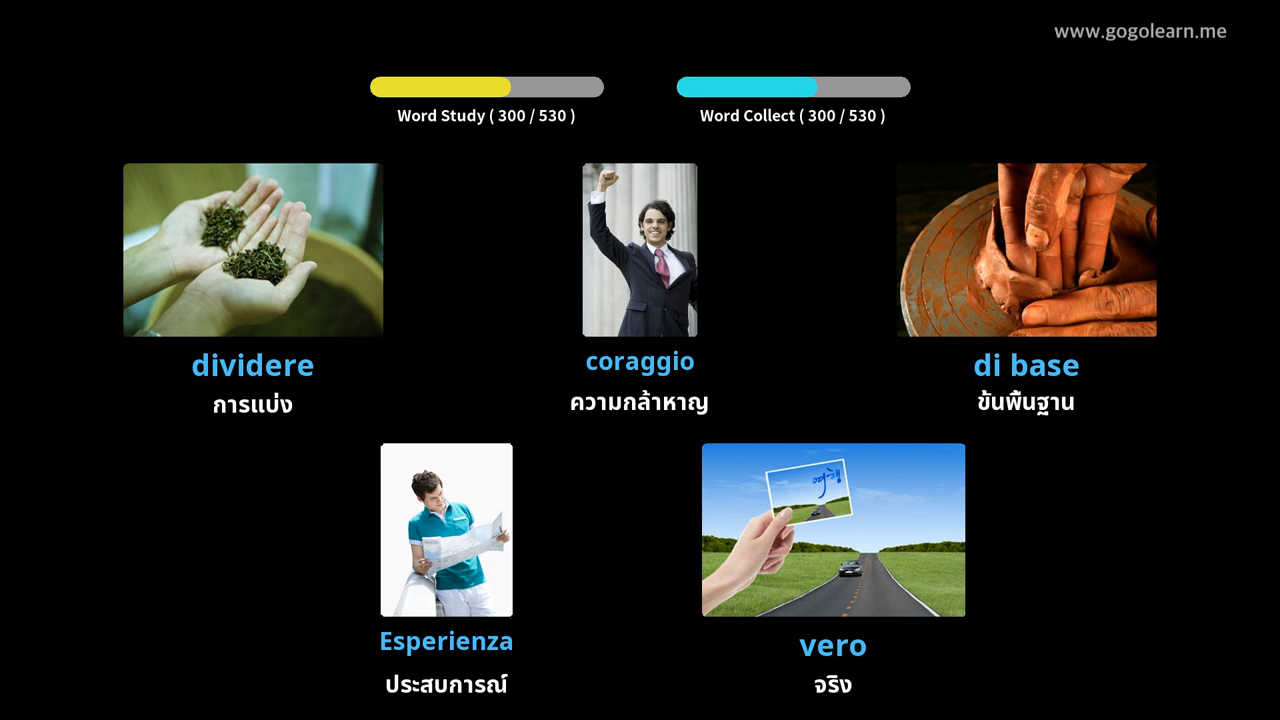 www.gogolearn.me
Word Study ( 300 / 530 )
Word Collect ( 300 / 530 )
dividere
การแบ่ง
coraggio
ความกล้าหาญ
di base
ขั้นพื้นฐาน
여행
Esperienza
ประสบการณ์
vero
จริง